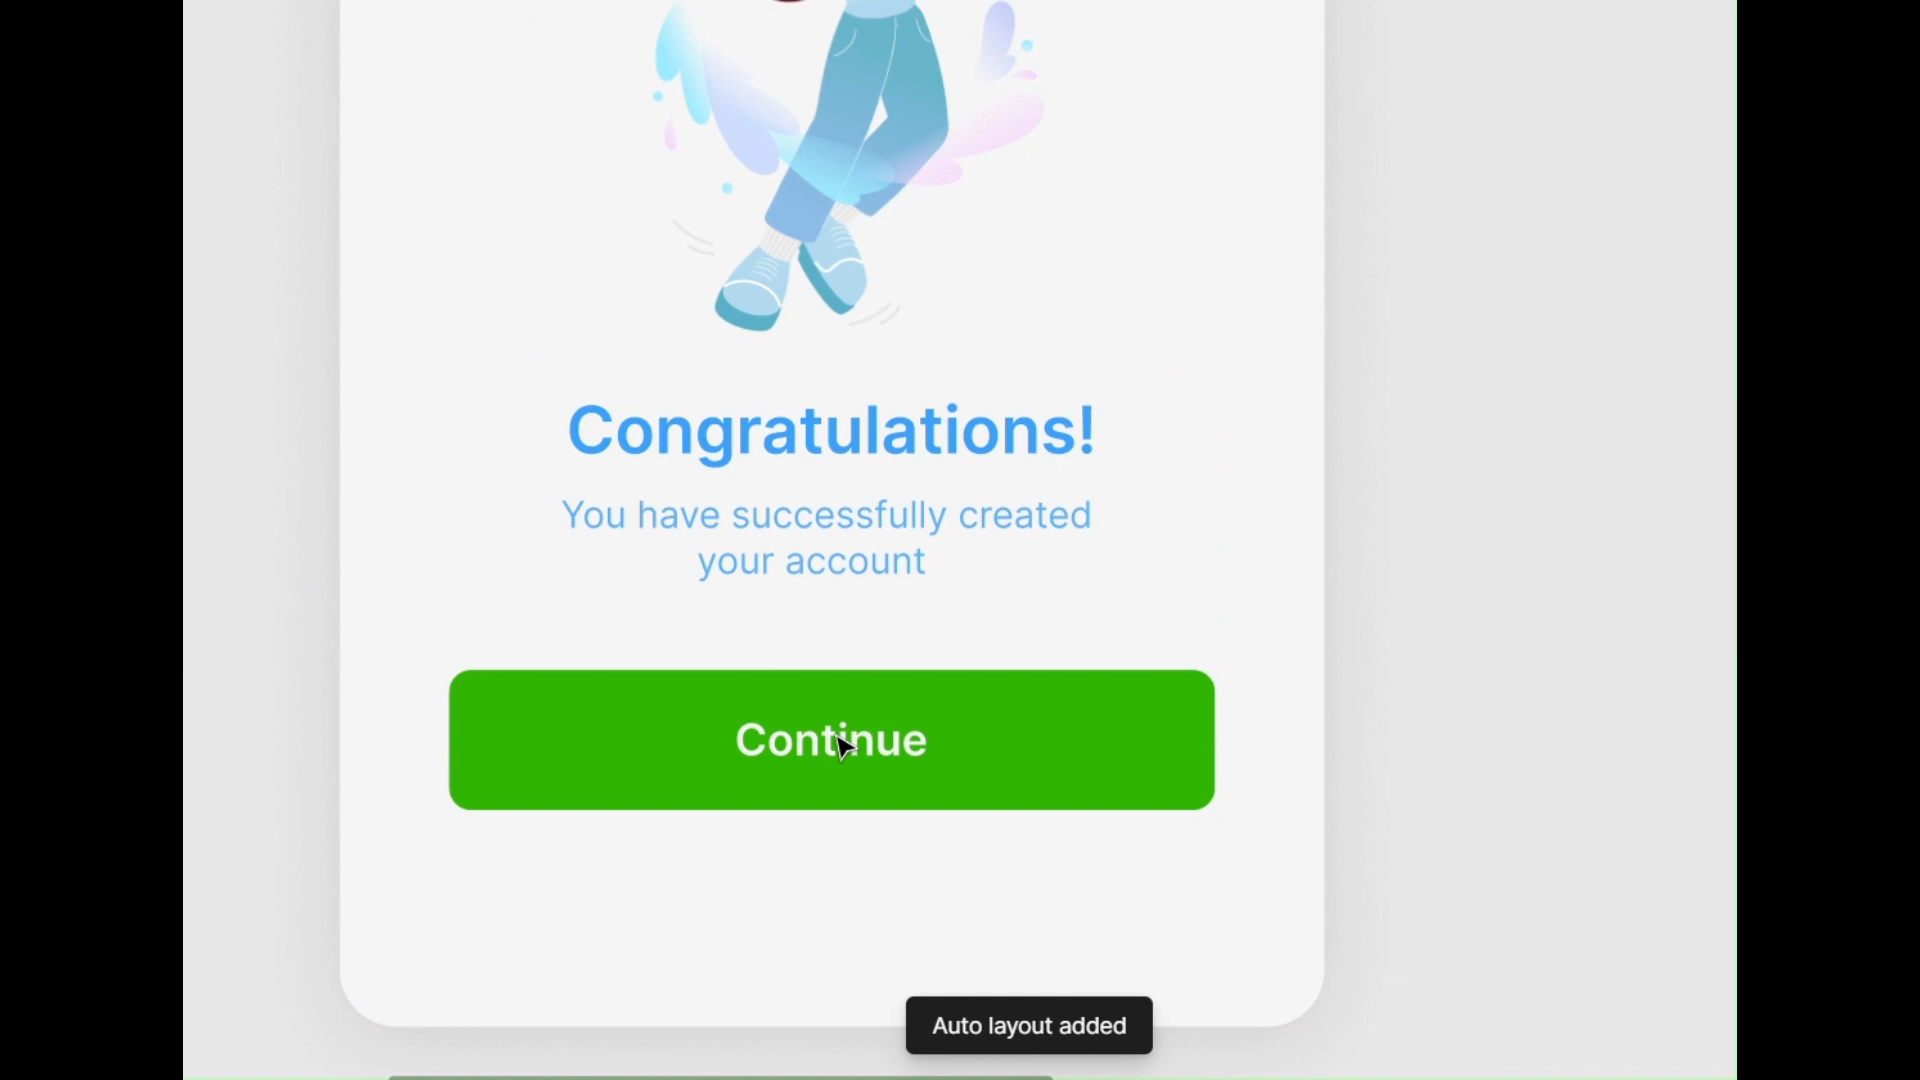 Congratulations!
You have successfully created
your account
Continue
Auto layout added